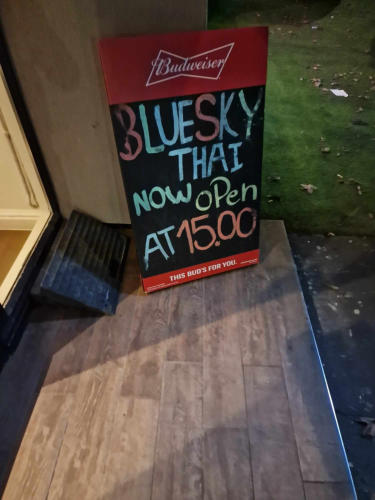 Budweiser
BLUESKY
THAI
NOW OPen
AT 15.00
THIS BUD'S FOR YOU.